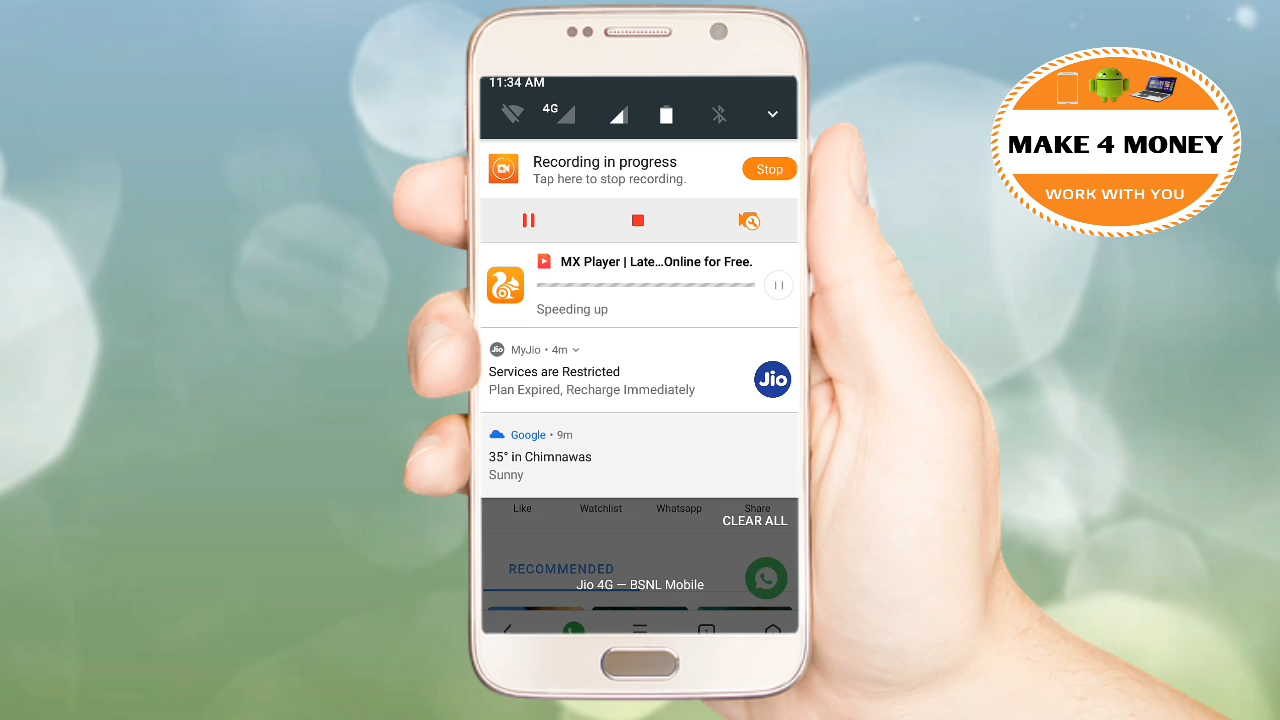 11:34 AM
4G
Recording in progress
Tap here to stop recording.
Stop
MX Player | Late...Online for Free.
Speeding up
Jio MyJio • 4m
Services are Restricted
Plan Expired, Recharge Immediately
Jio
Google • 9m
35° in Chimnawas
Sunny
Like Watchlist Whatsapp Share
CLEAR ALL
RECOMMENDED
Jio 4G — BSNL Mobile
1
MAKE 4 MONEY
WORK WITH YOU